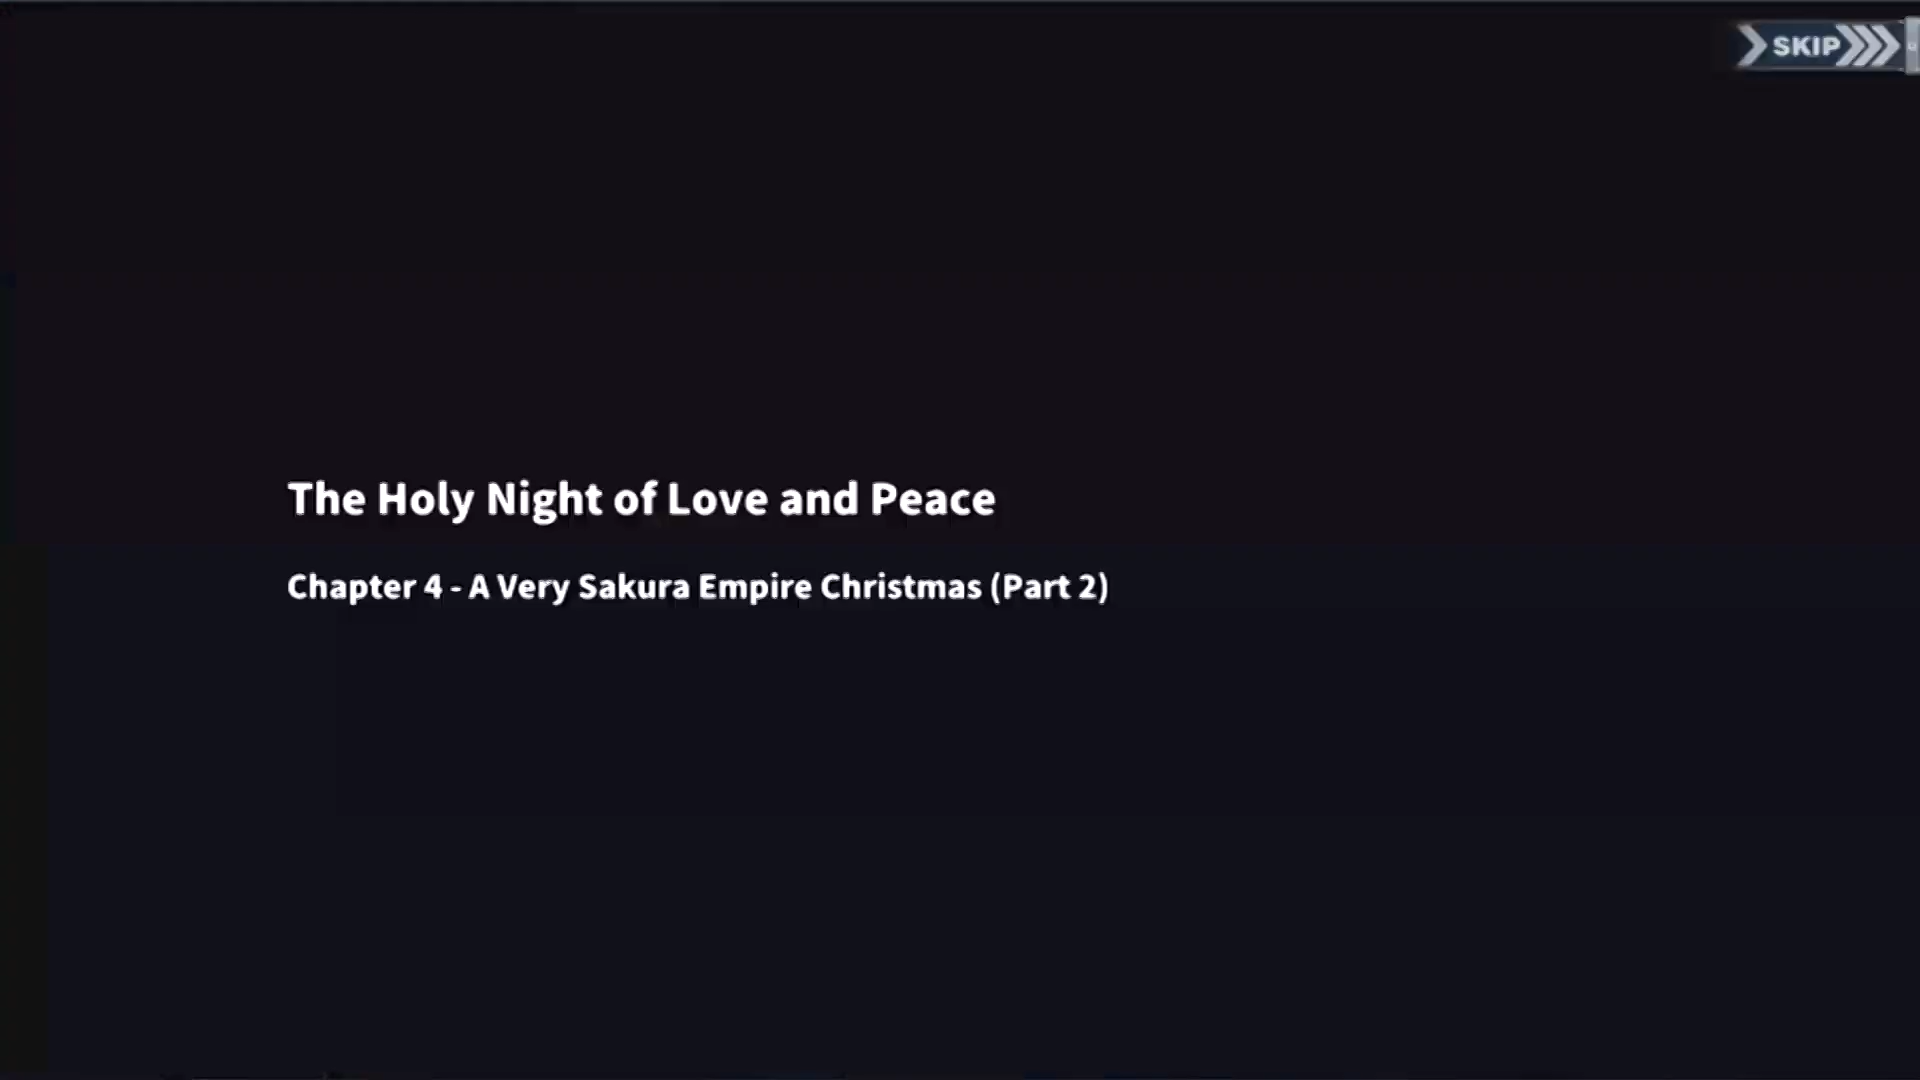 SKIP
The Holy Night of Love and Peace
Chapter 4 - A Very Sakura Empire Christmas (Part 2)